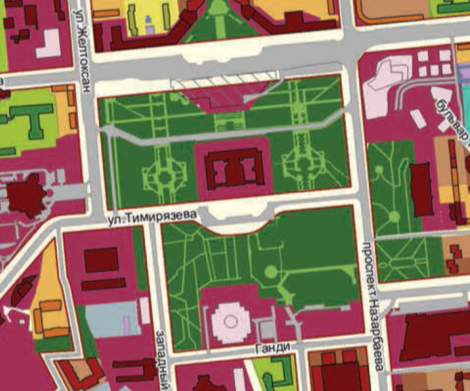 ул.Желтоксан
бульвар
ул.Тимирязева
проспект Назарбаева
западный
Ганди